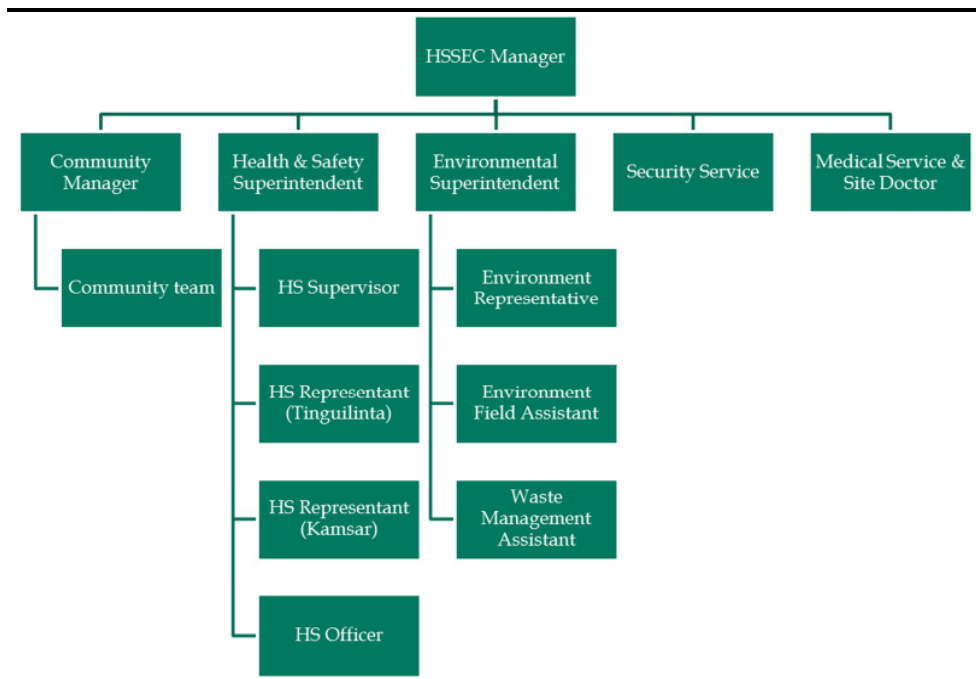 HSSEC Manager
Community
Manager
Health & Safety
Superintendent
Environmental
Superintendent
Security Service
Medical Service &
Site Doctor
Community team
HS Supervisor
Environment
Representative
HS Representant
(Tinguilinta)
Environment
Field Assistant
HS Representant
(Kamsar)
Waste
Management
Assistant
HS Officer